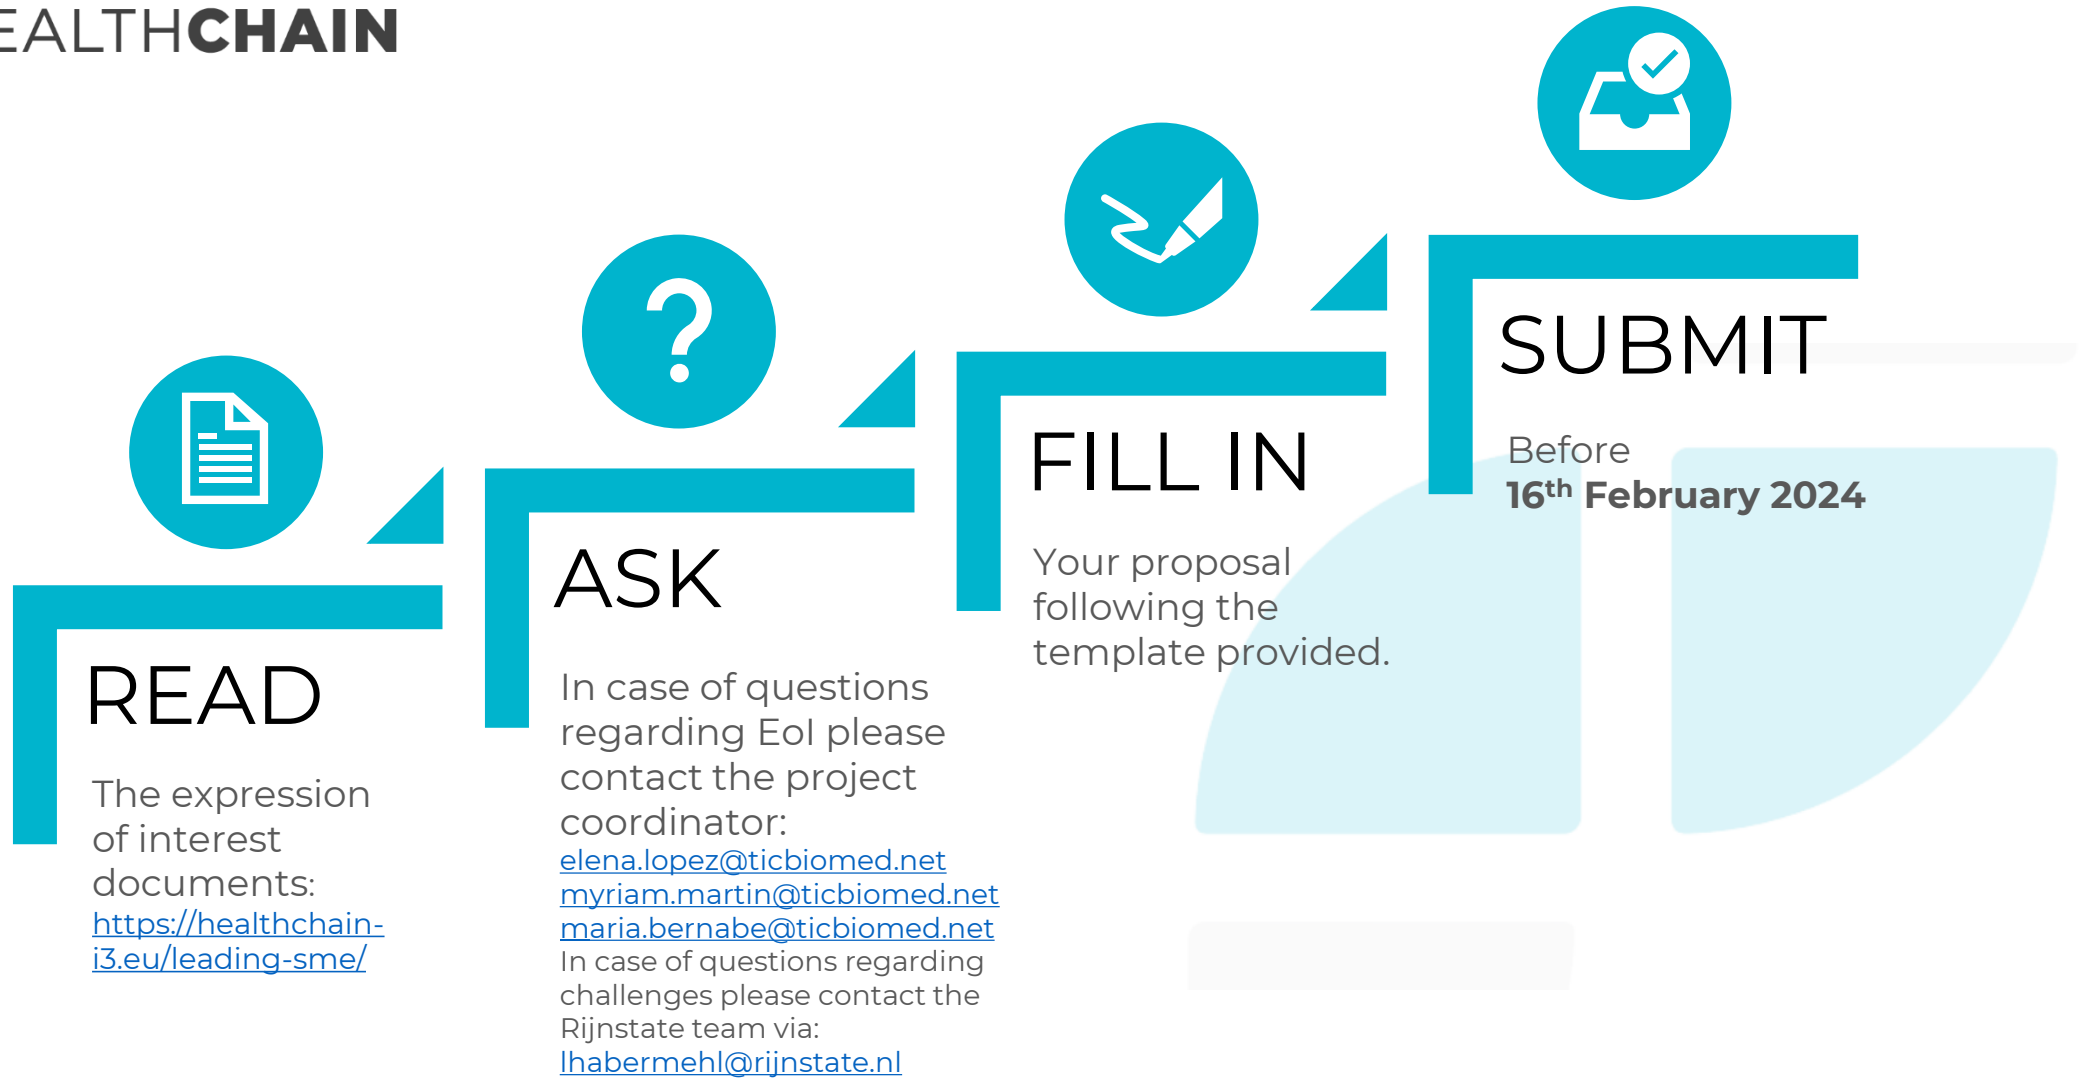 EALTHCHAIN
READ
The expression
of interest
documents:
https://healthchain-
i3.eu/leading-sme/
ASK
In case of questions
regarding EoI please
contact the project
coordinator:
elena.lopez@ticbiomed.net
myriam.martin@ticbiomed.net
maria.bernabe@ticbiomed.net
In case of questions regarding
challenges please contact the
Rijnstate team via:
lhabermehl@rijnstate.nl
FILL IN
Your proposal
following the
template provided.
SUBMIT
Before
16th February 2024